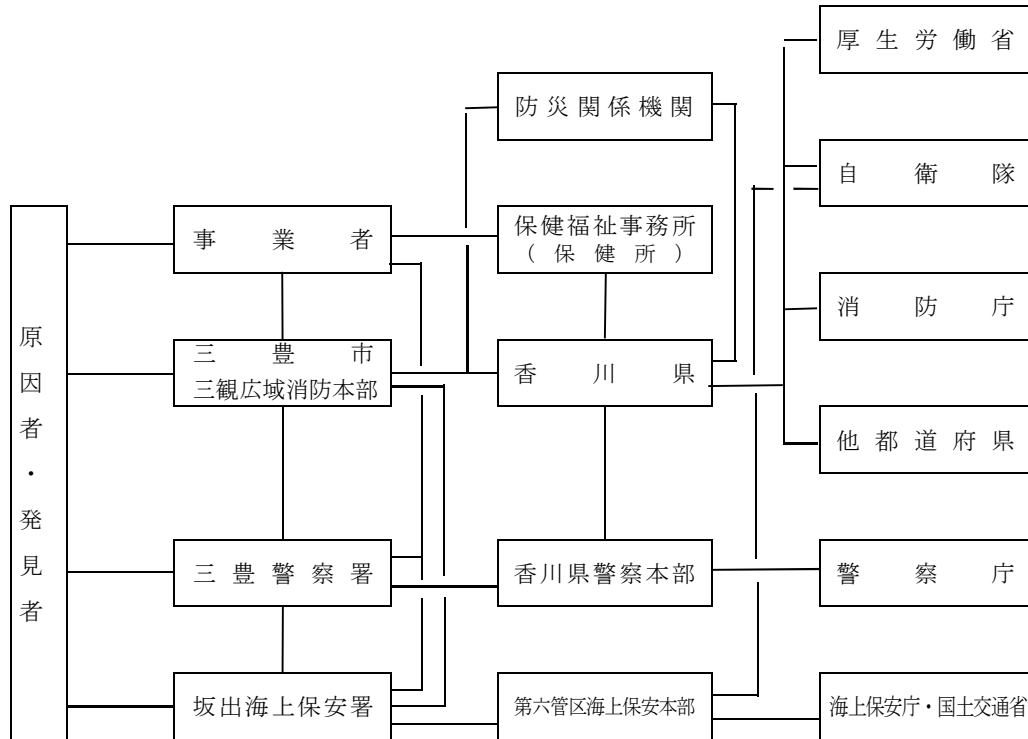 厚生労働省
防災関係機関
自衛隊
事業者
保健福祉事務所
(保健所)
消防庁
原因者・発見者
三豊市
三観広域消防本部
香川県
他都道府県
三豊警察署
香川県警察本部
警察庁
坂出海上保安署
第六管区海上保安本部
海上保安庁・国土交通省